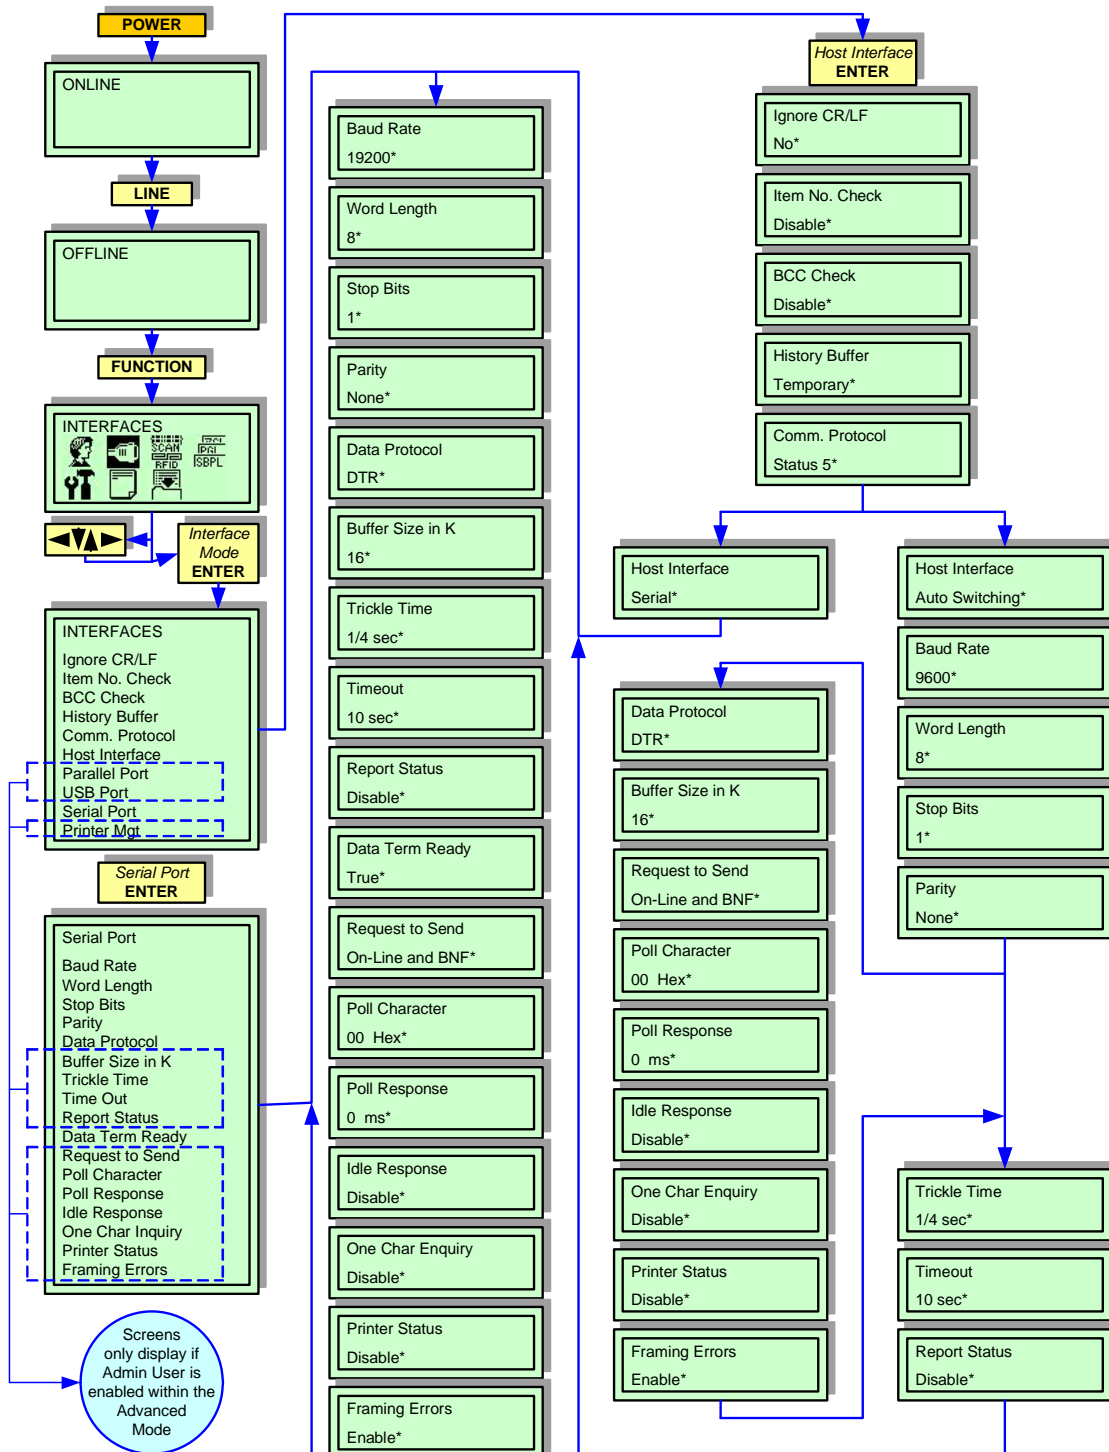 POWER
ONLINE
LINE
OFFLINE
FUNCTION
INTERFACES
SCAN
RFID
PGL
SBPL
Interface
Mode
ENTER
INTERFACES
Ignore CR/LF
Item No. Check
BCC Check
History Buffer
Comm. Protocol
Host Interface
Parallel Port
USB Port
Serial Port
Printer Mgt
Serial Port
ENTER
Serial Port
Baud Rate
Word Length
Stop Bits
Parity
Data Protocol
Buffer Size in K
Trickle Time
Time Out
Report Status
Data Term Ready
Request to Send
Poll Character
Poll Response
Idle Response
One Char Inquiry
Printer Status
Framing Errors
Screens
only display if
Admin User is
enabled within the
Advanced
Mode
Baud Rate
19200*
Word Length
8*
Stop Bits
1*
Parity
None*
Data Protocol
DTR*
Buffer Size in K
16*
Trickle Time
1/4 sec*
Timeout
10 sec*
Report Status
Disable*
Data Term Ready
True*
Request to Send
On-Line and BNF*
Poll Character
00 Hex*
Poll Response
0 ms*
Idle Response
Disable*
One Char Enquiry
Disable*
Printer Status
Disable*
Framing Errors
Enable*
Host Interface
ENTER
Ignore CR/LF
No*
Item No. Check
Disable*
BCC Check
Disable*
History Buffer
Temporary*
Comm. Protocol
Status 5*
Host Interface
Serial*
Data Protocol
DTR*
Buffer Size in K
16*
Request to Send
On-Line and BNF*
Poll Character
00 Hex*
Poll Response
0 ms*
Idle Response
Disable*
One Char Enquiry
Disable*
Printer Status
Disable*
Framing Errors
Enable*
Host Interface
Auto Switching*
Baud Rate
9600*
Word Length
8*
Stop Bits
1*
Parity
None*
Trickle Time
1/4 sec*
Timeout
10 sec*
Report Status
Disable*